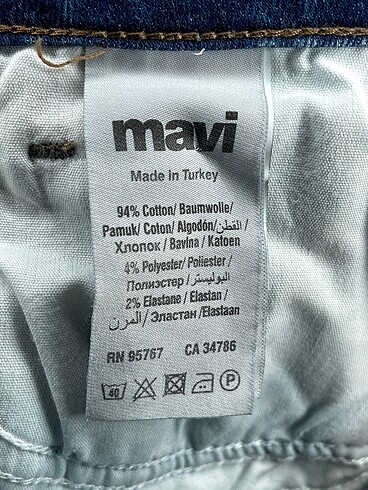 mavi
Made in Turkey
94% Cotton/ Baumwolle/
Pamuk/ Coton/ Algodón/القطن/
Хлопок / Bavlna / Katoen
4% Polyester/ Poliester /
Полиэстер/ البوليستر/
2% Elastane / Elastan /
المرن/ Эластан /Elastaan
RN 95767 CA 34786
40 P